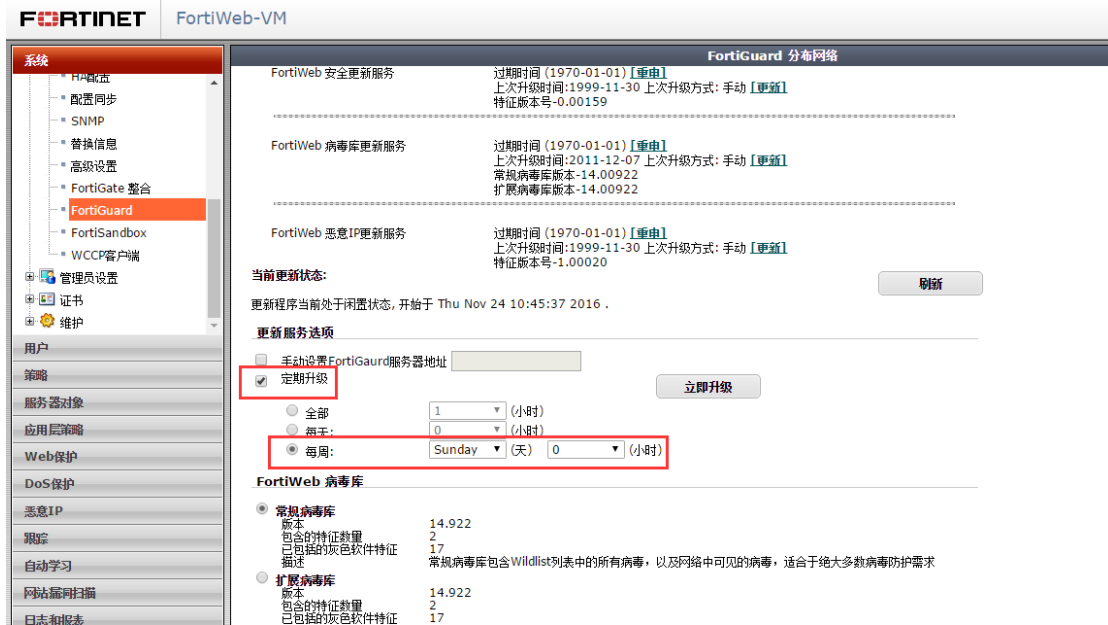 FORTINET
FortiWeb-VM
系统
HA配置
配置同步
SNMP
替换信息
高级设置
FortiGate 整合
FortiGuard
FortiSandbox
WCCP客户端
管理员设置
证书
维护
用户
策略
服务器对象
应用层策略
Web保护
DoS保护
恶意IP
跟踪
自动学习
网站漏洞扫描
日志和报表
FortiGuard 分布网络
FortiWeb 安全更新服务 过期时间 (1970-01-01) [重申]
上次升级时间:1999-11-30 上次升级方式: 手动 [更新]
特征版本号-0.00159
FortiWeb 病毒库更新服务 过期时间 (1970-01-01) [重申]
上次升级时间:2011-12-07 上次升级方式: 手动 [更新]
常规病毒库版本-14.00922
扩展病毒库版本-14.00922
FortiWeb 恶意IP更新服务 过期时间 (1970-01-01) [重申]
上次升级时间:1999-11-30 上次升级方式: 手动 [更新]
特征版本号-1.00020
当前更新状态:
刷新
更新程序当前处于闲置状态, 开始于 Thu Nov 24 10:45:37 2016 .
更新服务选项
手动设置FortiGaurd服务器地址
定期升级
立即升级
全部 1 (小时)
每天: 0 (小时)
每周: Sunday (天) 0 (小时)
FortiWeb 病毒库
常规病毒库
版本 14.922
包含的特征数量 2
已包括的灰色软件特征 17
描述 常规病毒库包含Wildlist列表中的所有病毒，以及网络中可见的病毒，适合于绝大多数病毒防护需求
扩展病毒库
版本 14.922
包含的特征数量 2
已包括的灰色软件特征 17